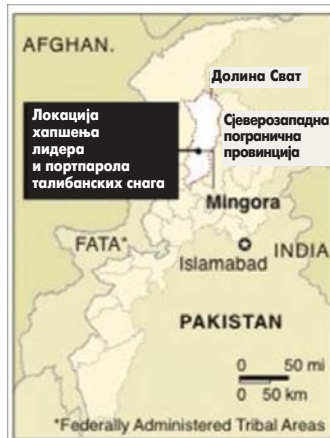 AFGHAN.
Долина Сват
Локација
хапшења
лидера
и портпарола
талибанских снага
Сјеверозападна
погранична
провинција
Mingora
FATA*
INDIA
Islamabad
PAKISTAN
0 50 mi
0 50 km
*Federally Administered Tribal Areas